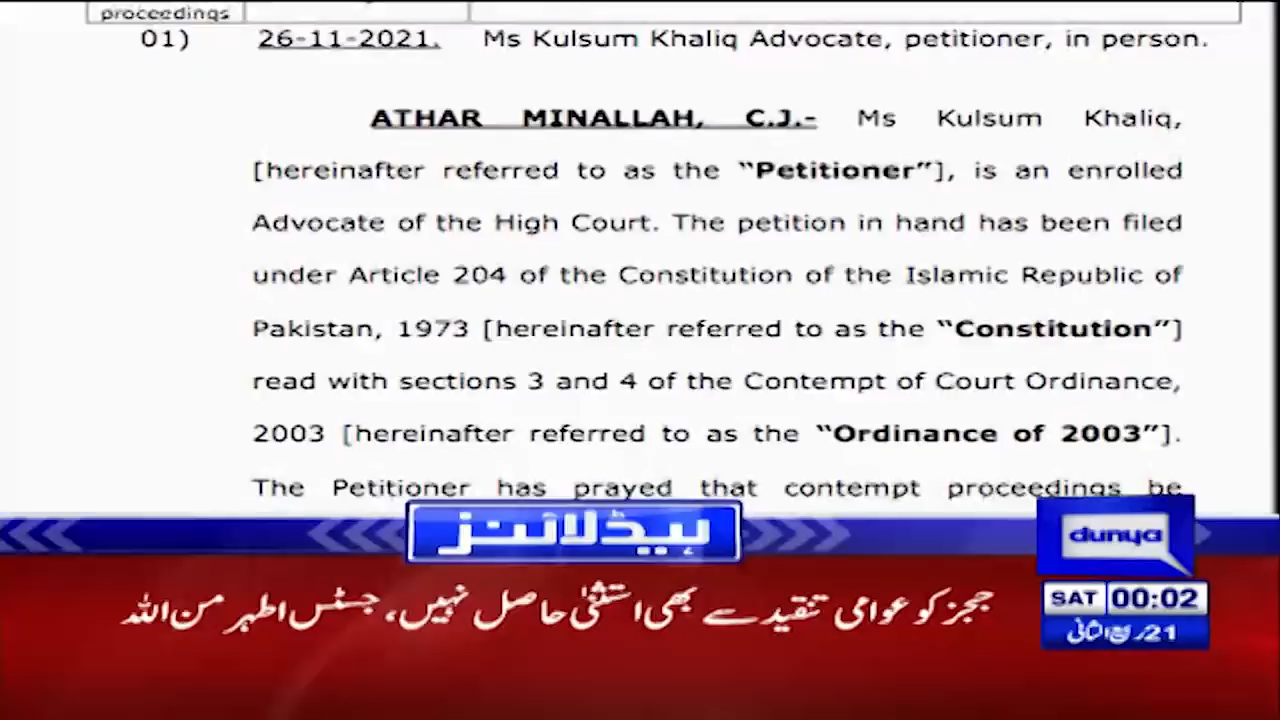 proceedings
01) 26-11-2021. Ms Kulsum Khaliq Advocate, petitioner, in person.
ATHAR MINALLAH, C.J.- Ms Kulsum Khaliq,
[hereinafter referred to as the “Petitioner”], is an enrolled
Advocate of the High Court. The petition in hand has been filed
under Article 204 of the Constitution of the Islamic Republic of
Pakistan, 1973 [hereinafter referred to as the “Constitution”]
read with sections 3 and 4 of the Contempt of Court Ordinance,
2003 [hereinafter referred to as the “Ordinance of 2003”].
The Petitioner has prayed that contempt proceedings be
ہیڈلائنز
dunya
ججز کو عوامی تنقید سے بھی استثنیٰ حاصل نہیں، جسٹس اطہر من اللہ
SAT 00:02
21 ربیع الثانی